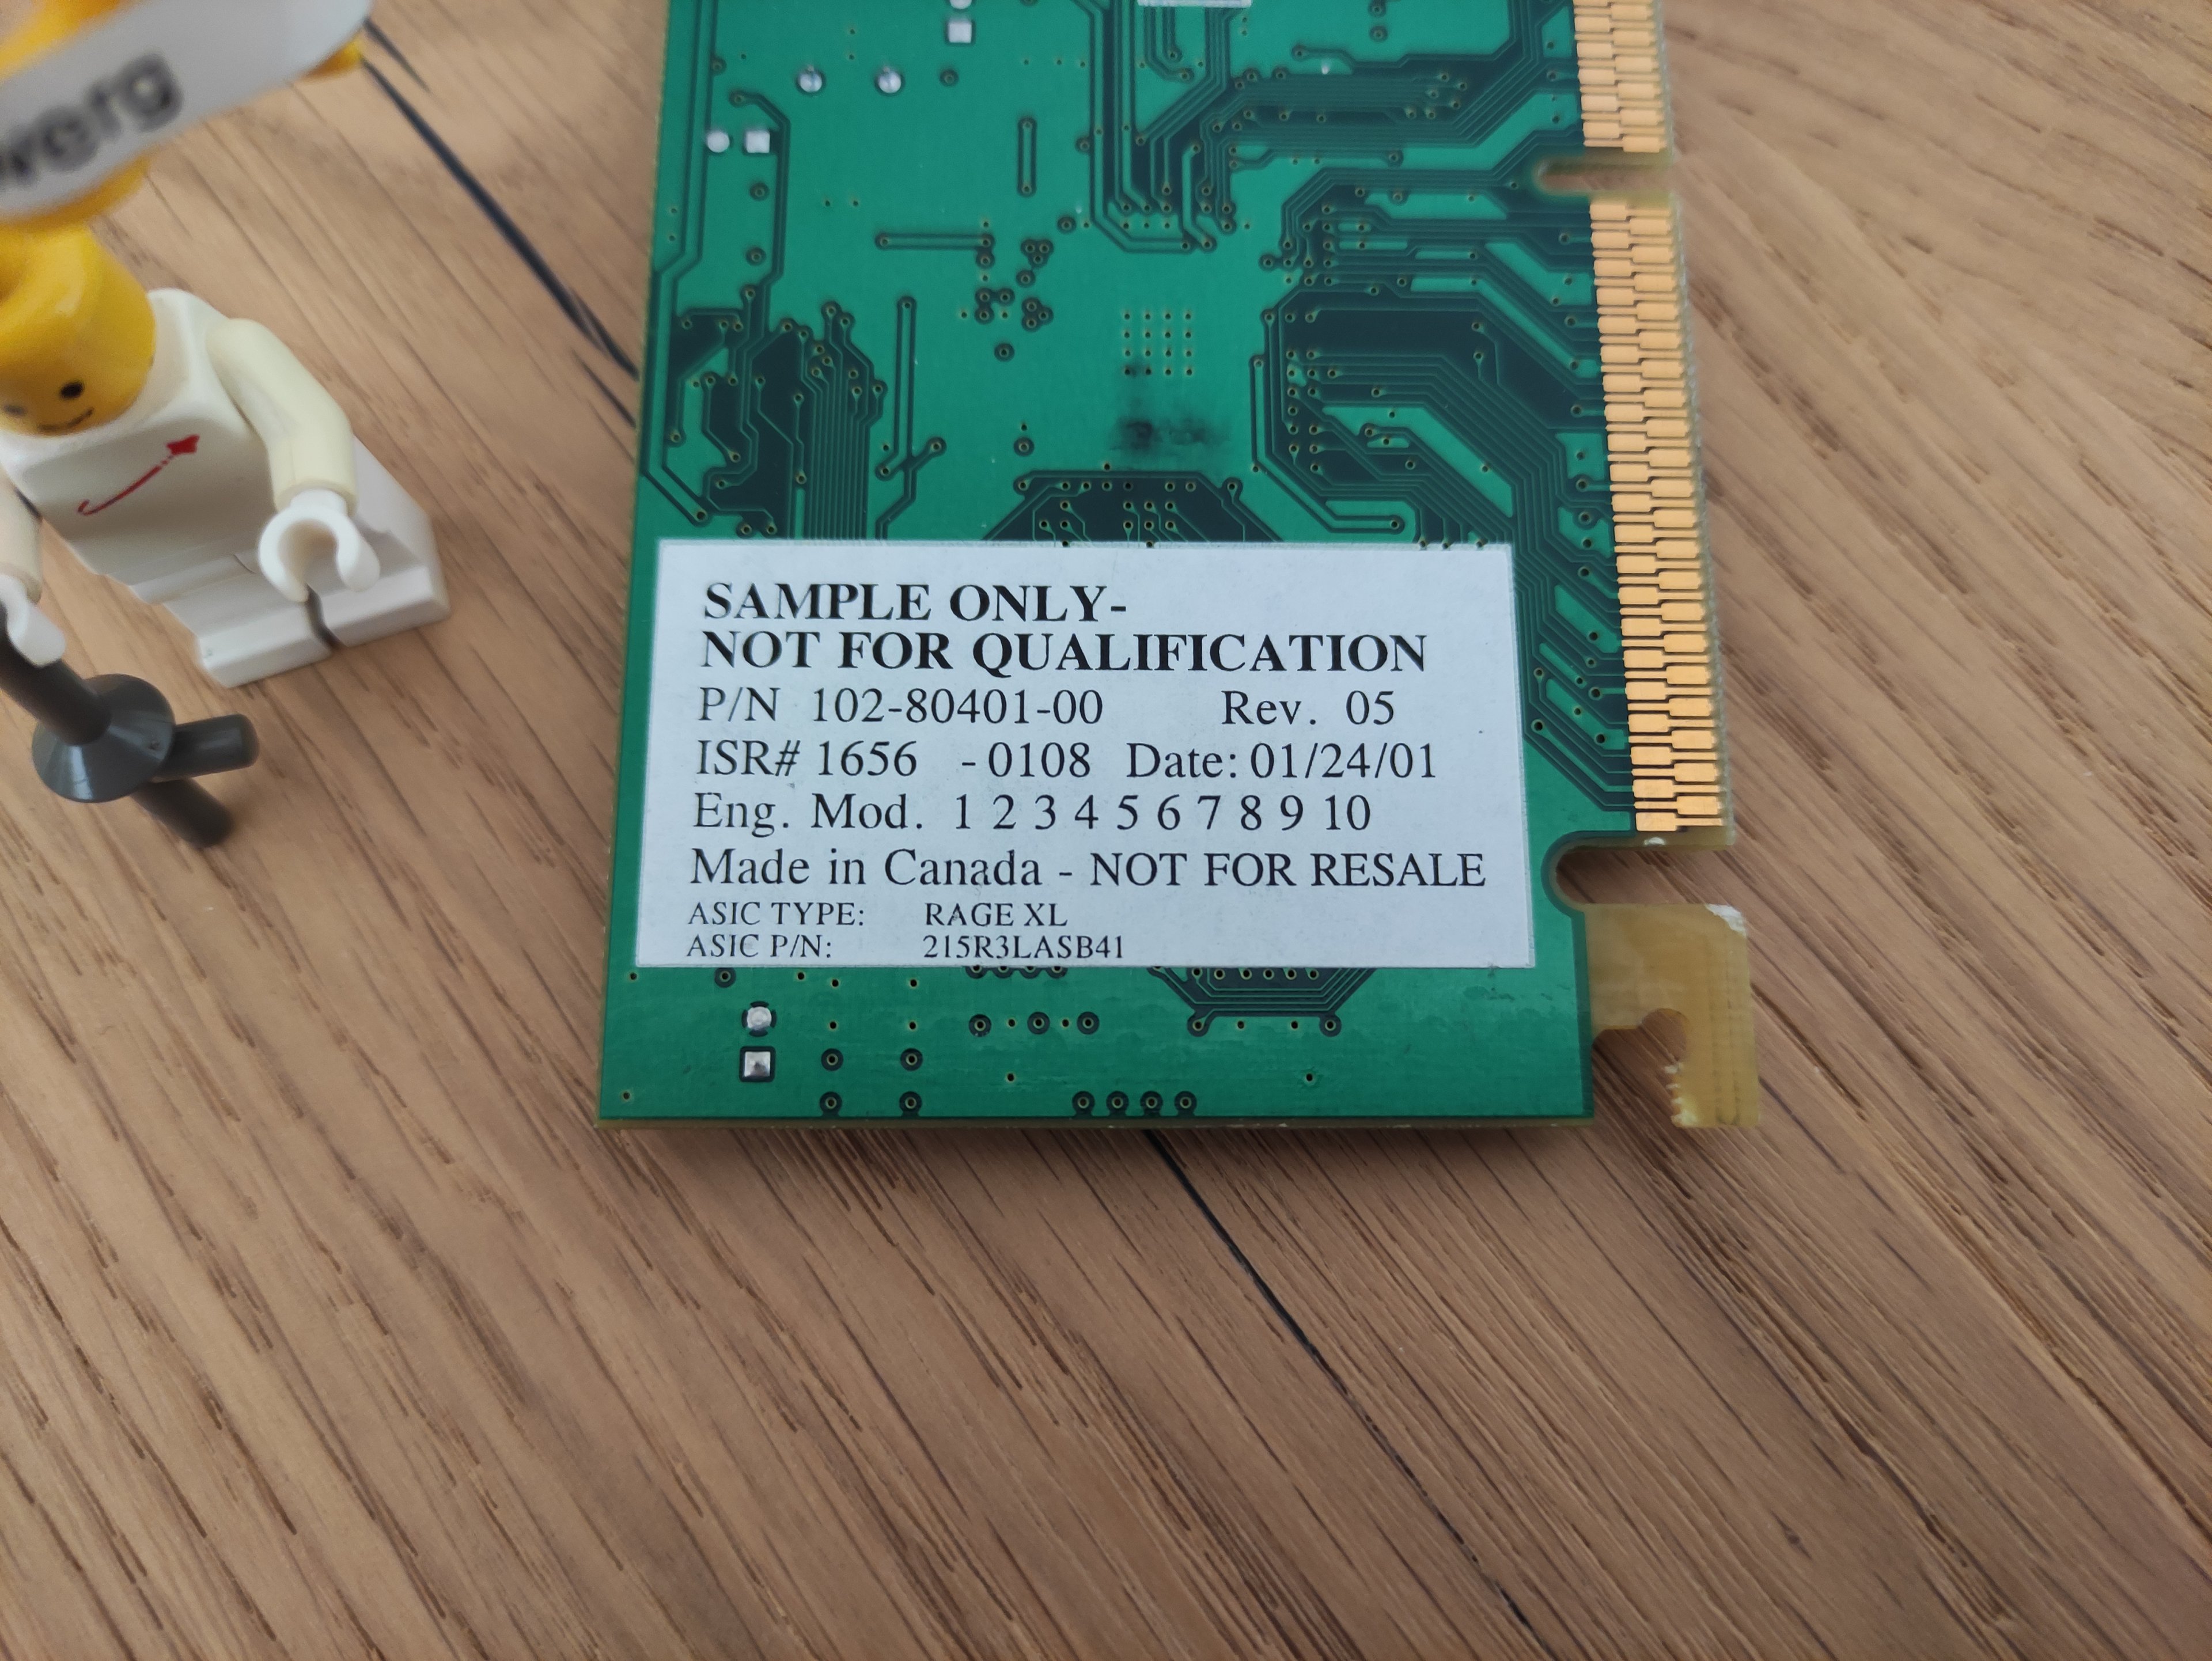 SAMPLE ONLY-
NOT FOR QUALIFICATION
P/N 102-80401-00 Rev. 05
ISR# 1656 -0108 Date: 01/24/01
Eng. Mod. 1 2 3 4 5 6 7 8 9 10
Made in Canada - NOT FOR RESALE
ASIC TYPE: RAGE XL
ASIC P/N: 215R3LASB41